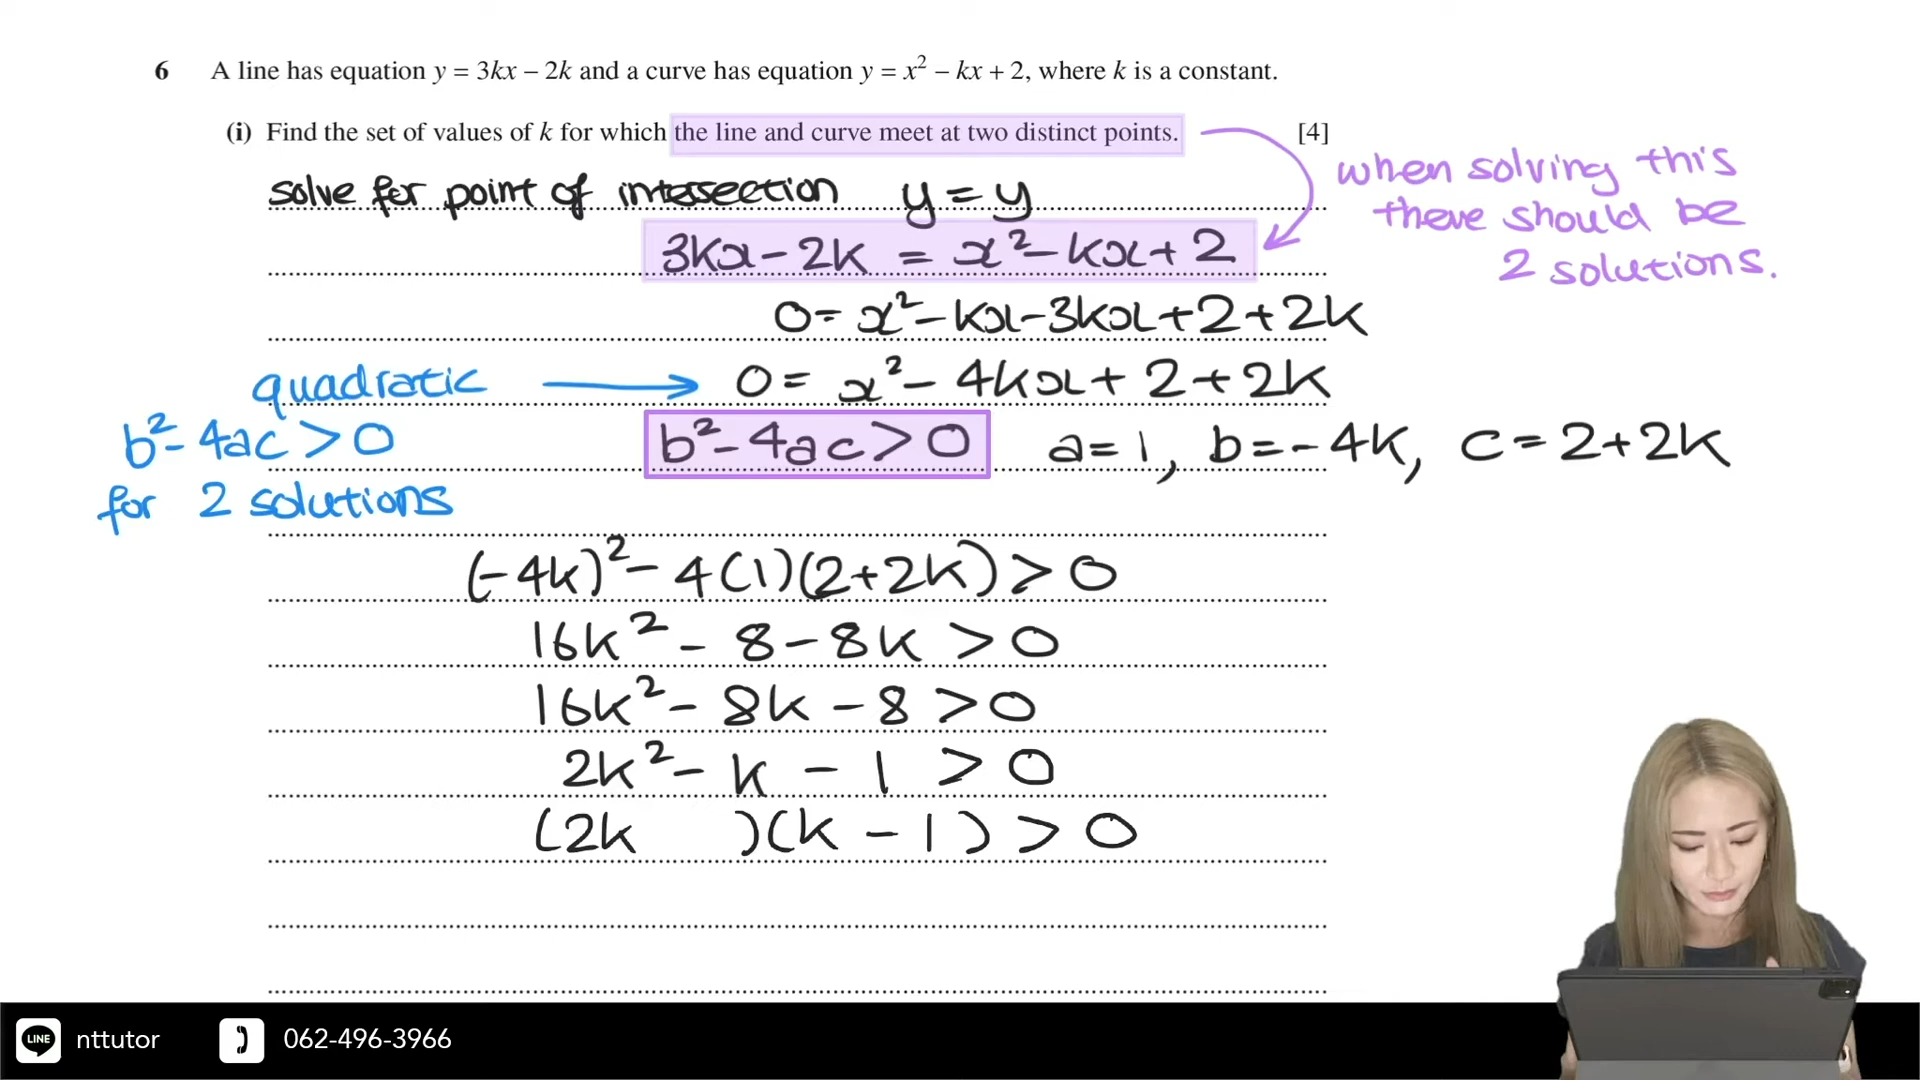 6 A line has equation y = 3kx – 2k and a curve has equation y = x² – kx + 2, where k is a constant.
(i) Find the set of values of k for which the line and curve meet at two distinct points. [4]
solve for point of intersection y = y
when solving this
there should be
2 solutions.
3kx – 2k = x² – kx + 2
0 = x² – kx – 3kx + 2 + 2k
quadratic → 0 = x² – 4kx + 2 + 2k
b² – 4ac > 0
for 2 solutions
b² – 4ac > 0 a = 1, b = –4k, c = 2 + 2k
(–4k)² – 4(1)(2 + 2k) > 0
16k² – 8 – 8k > 0
16k² – 8k – 8 > 0
2k² – k – 1 > 0
(2k )(k – 1) > 0
LINE nttutor 062-496-3966